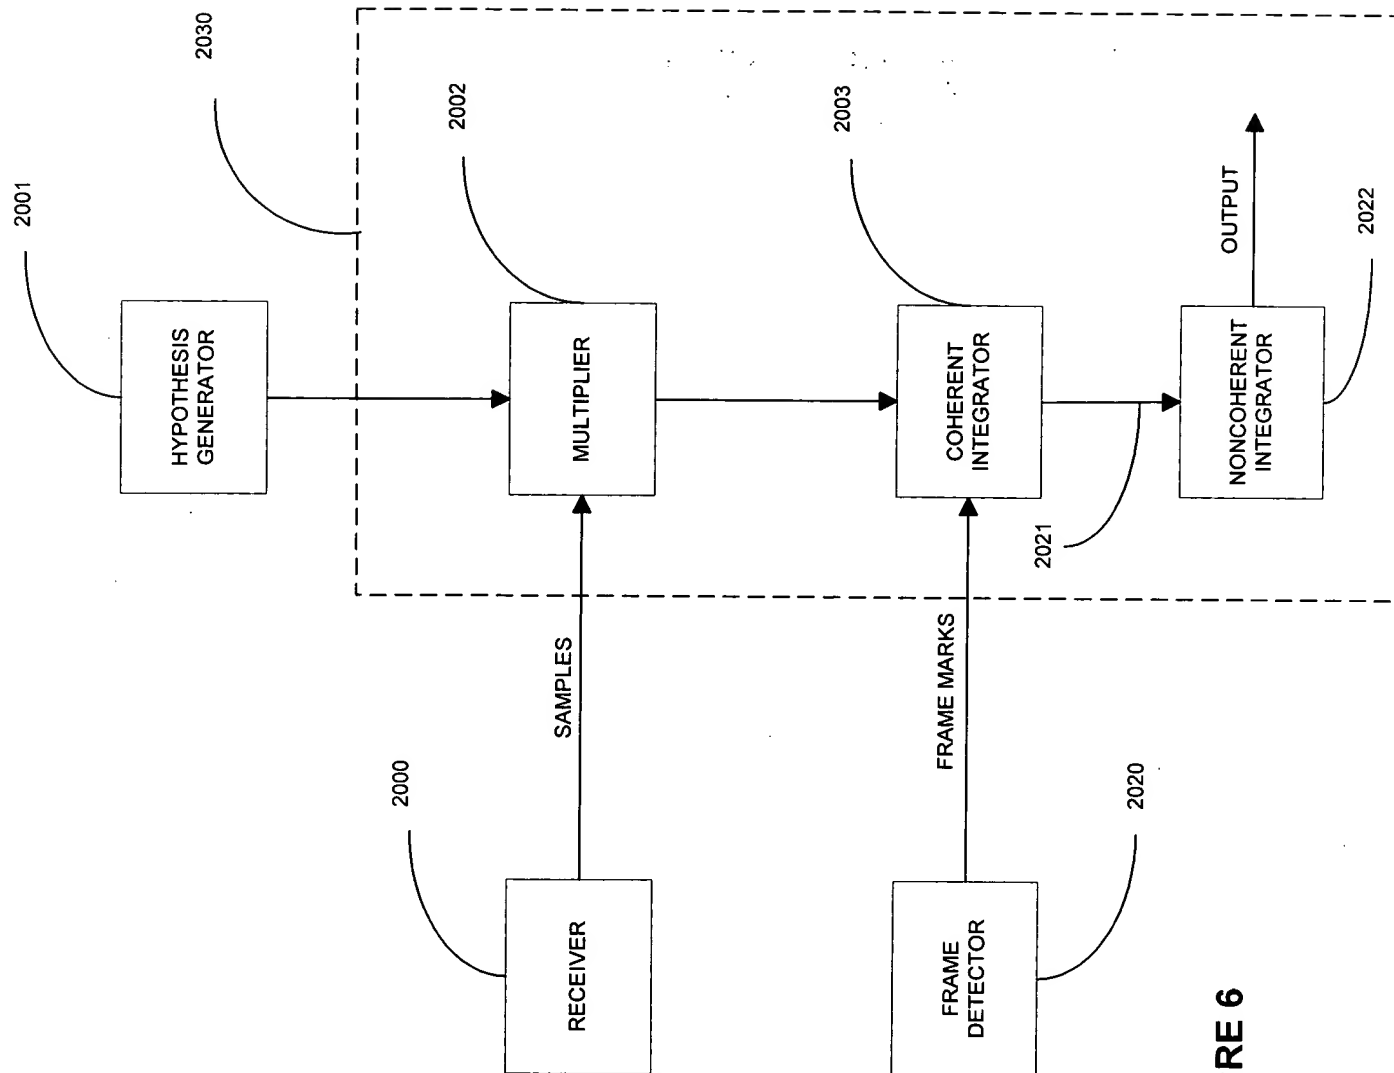 2030
2001
2002
2003
HYPOTHESIS
GENERATOR
MULTIPLIER
COHERENT
INTEGRATOR
NONCOHERENT
INTEGRATOR
OUTPUT
2022
2021
SAMPLES
FRAME MARKS
2000
2020
RECEIVER
FRAME
DETECTOR
RE 6